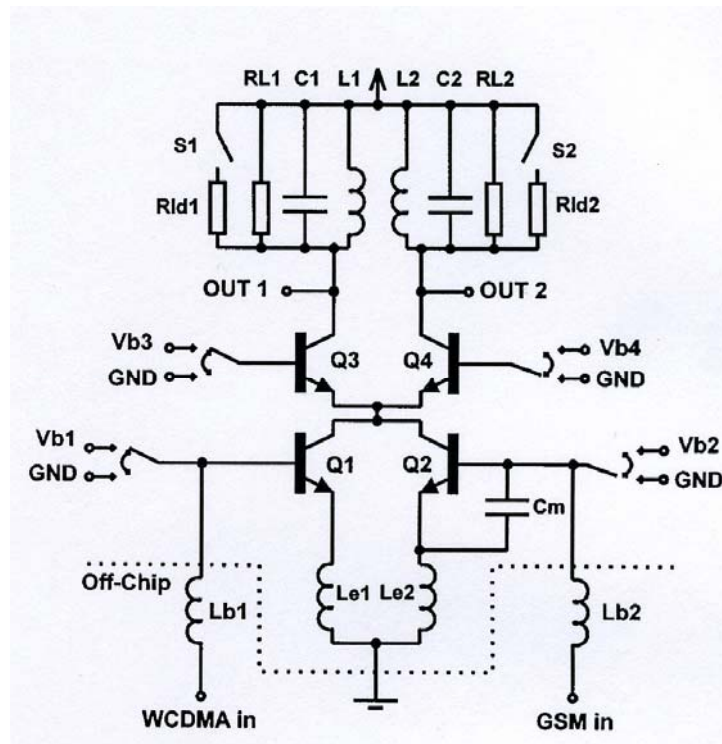 RL1 C1 L1 L2 C2 RL2
S1 S2
Rld1 Rld2
OUT 1 OUT 2
Vb3 Vb4
Q3 Q4
GND GND
Vb1 Vb2
Q1 Q2
GND GND
Cm
Off-Chip
Le1 Le2
Lb1 Lb2
WCDMA in GSM in